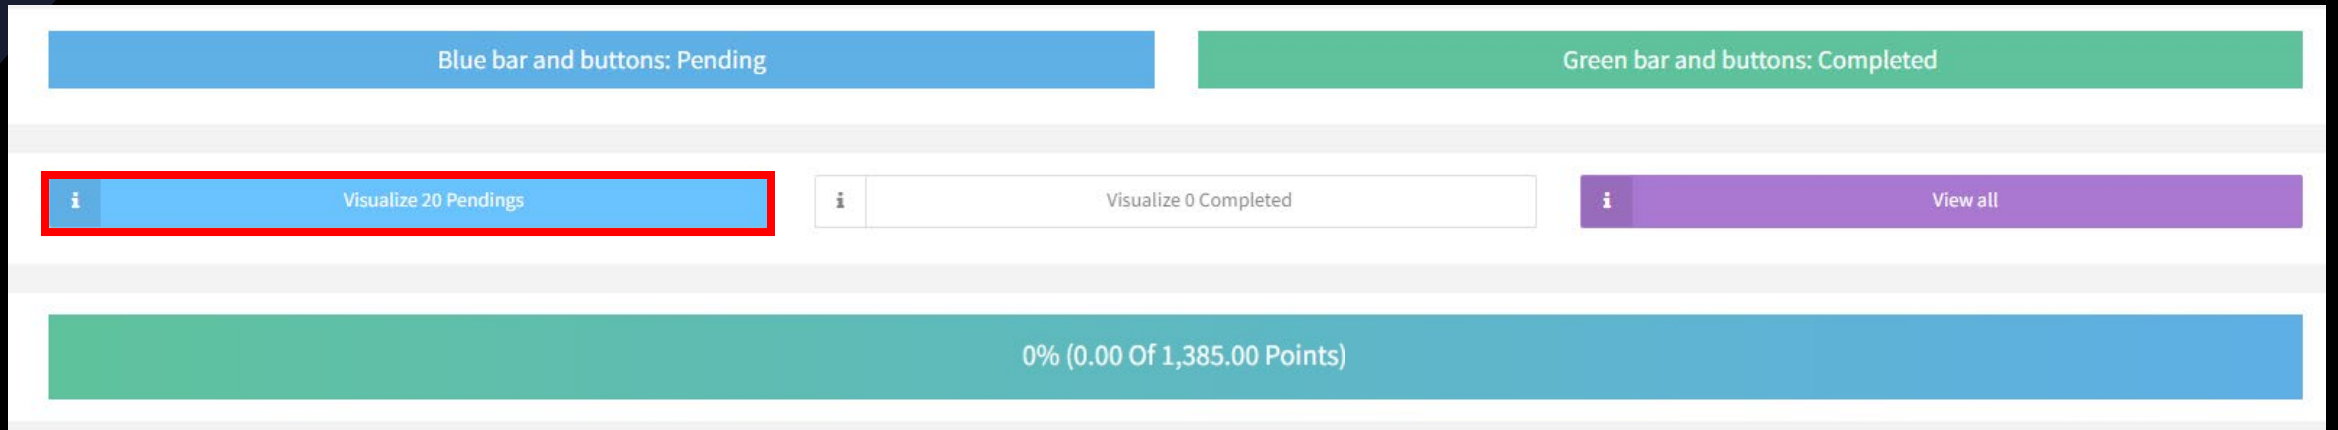 Blue bar and buttons: Pending
Green bar and buttons: Completed
i Visualize 20 Pendings
i Visualize 0 Completed
i View all
0% (0.00 Of 1,385.00 Points)